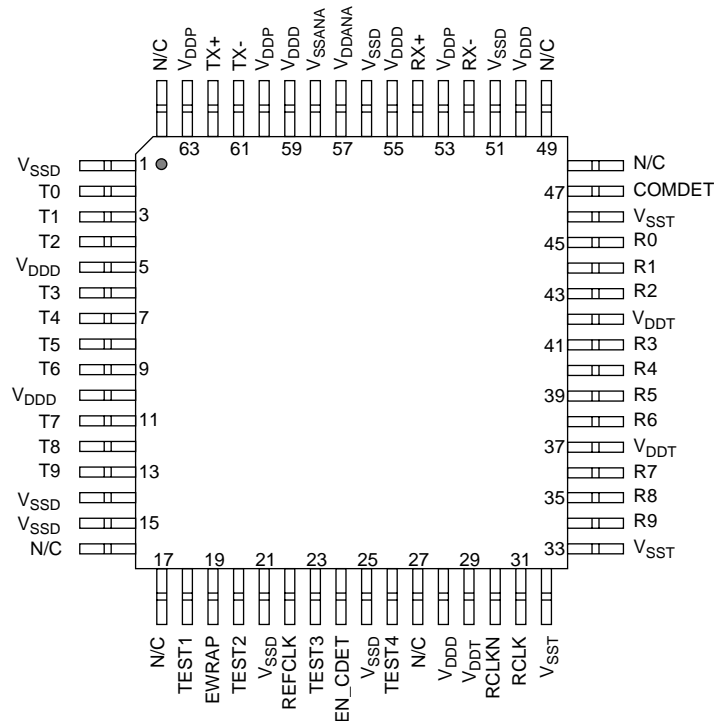 N/C VDDP TX+ TX- VDDP VDDD VSSANA VDDANA VSSD VDDD RX+ VDDP RX- VSSD VDDD N/C
63 61 59 57 55 53 51 49
VSSD 1 N/C
T0 47 COMDET
T1 3 VSST
T2 45 R0
VDDD 5 R1
T3 43 R2
T4 7 VDDT
T5 41 R3
T6 9 R4
VDDD 39 R5
T7 11 R6
T8 37 VDDT
T9 13 R7
VSSD 35 R8
VSSD 15 R9
N/C 33 VSST
17 19 21 23 25 27 29 31
N/C TEST1 EWRAP TEST2 VSSD REFCLK TEST3 EN_CDET VSSD TEST4 N/C VDDD VDDT RCLKN RCLK VSST